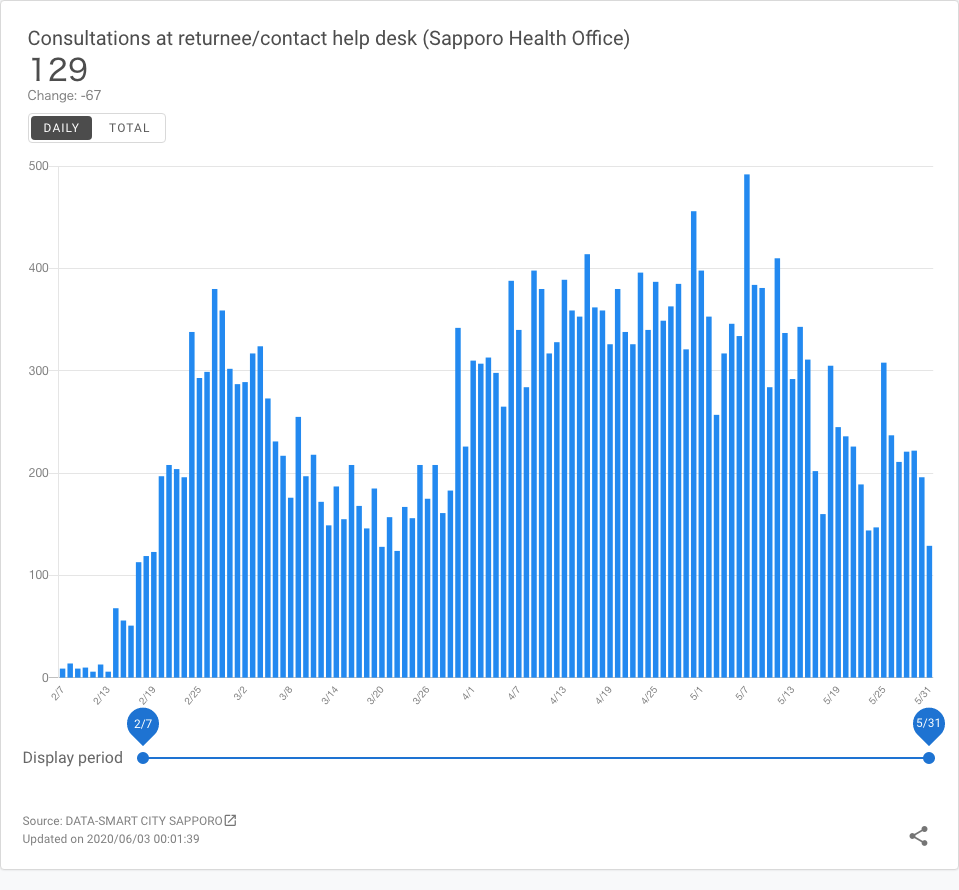 Consultations at returnee/contact help desk (Sapporo Health Office)
129
Change: -67
DAILY TOTAL
500
400
300
200
100
0
2/7 2/13 2/19 2/25 3/2 3/8 3/14 3/20 3/26 4/1 4/7 4/13 4/19 4/25 5/1 5/7 5/13 5/19 5/25 5/31
2/7 5/31
Display period
Source: DATA-SMART CITY SAPPORO
Updated on 2020/06/03 00:01:39